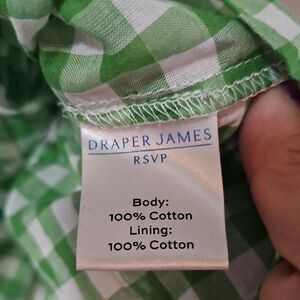 DRAPER JAMES
RSVP
Body:
100% Cotton
Lining:
100% Cotton